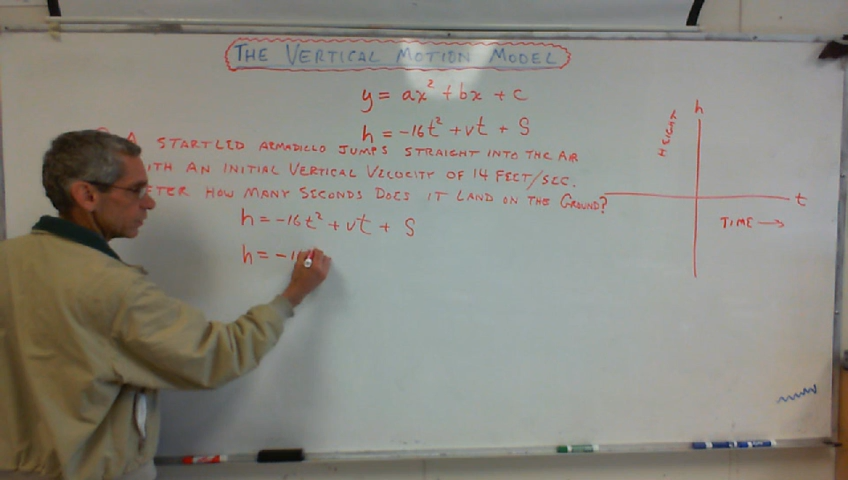 THE VERTICAL MOTION MODEL
y = ax² + bx + c
h = -16t² + vt + S
A STARTLED ARMADILLO JUMPS STRAIGHT INTO THE AIR
AN INITIAL VERTICAL VELOCITY OF 14 FEET/SEC.
HOW MANY SECONDS DOES IT LAND ON THE GROUND?
h = -16t² + vt + S
h = -1
h
HEIGHT
t
TIME →